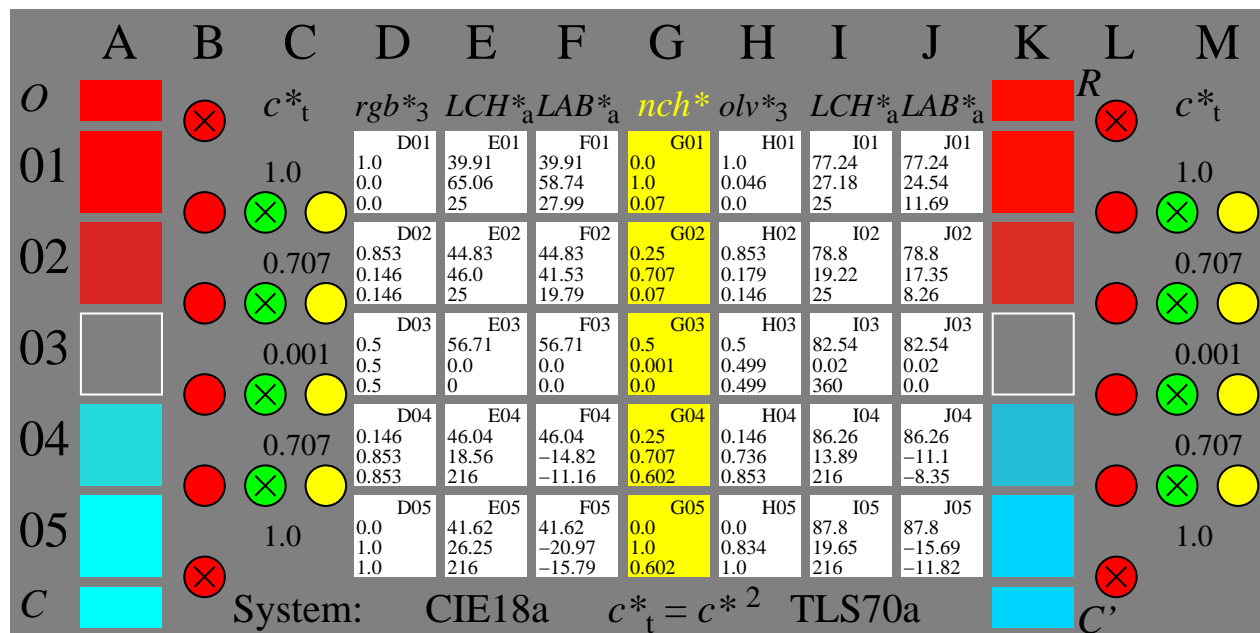 A B C D E F G H I J K L M
O c*t rgb*3 LCH*a LAB*a nch* olv*3 LCH*a LAB*a R c*t
01 1.0 1.0
D01 E01 F01 G01 H01 I01 J01
1.0 39.91 39.91 0.0 1.0 77.24 77.24
0.0 65.06 58.74 1.0 0.046 27.18 24.54
0.0 25 27.99 0.07 0.0 25 11.69
02 0.707 0.707
D02 E02 F02 G02 H02 I02 J02
0.853 44.83 44.83 0.25 0.853 78.8 78.8
0.146 46.0 41.53 0.707 0.179 19.22 17.35
0.146 25 19.79 0.07 0.146 25 8.26
03 0.001 0.001
D03 E03 F03 G03 H03 I03 J03
0.5 56.71 56.71 0.5 0.5 82.54 82.54
0.5 0.0 0.0 0.001 0.499 0.02 0.02
0.5 0 0.0 0.0 0.499 360 0.0
04 0.707 0.707
D04 E04 F04 G04 H04 I04 J04
0.146 46.04 46.04 0.25 0.146 86.26 86.26
0.853 18.56 −14.82 0.707 0.736 13.89 −11.1
0.853 216 −11.16 0.602 0.853 216 −8.35
05 1.0 1.0
D05 E05 F05 G05 H05 I05 J05
0.0 41.62 41.62 0.0 0.0 87.8 87.8
1.0 26.25 −20.97 1.0 0.834 19.65 −15.69
1.0 216 −15.79 0.602 1.0 216 −11.82
C System: CIE18a c*t = c* 2 TLS70a C'